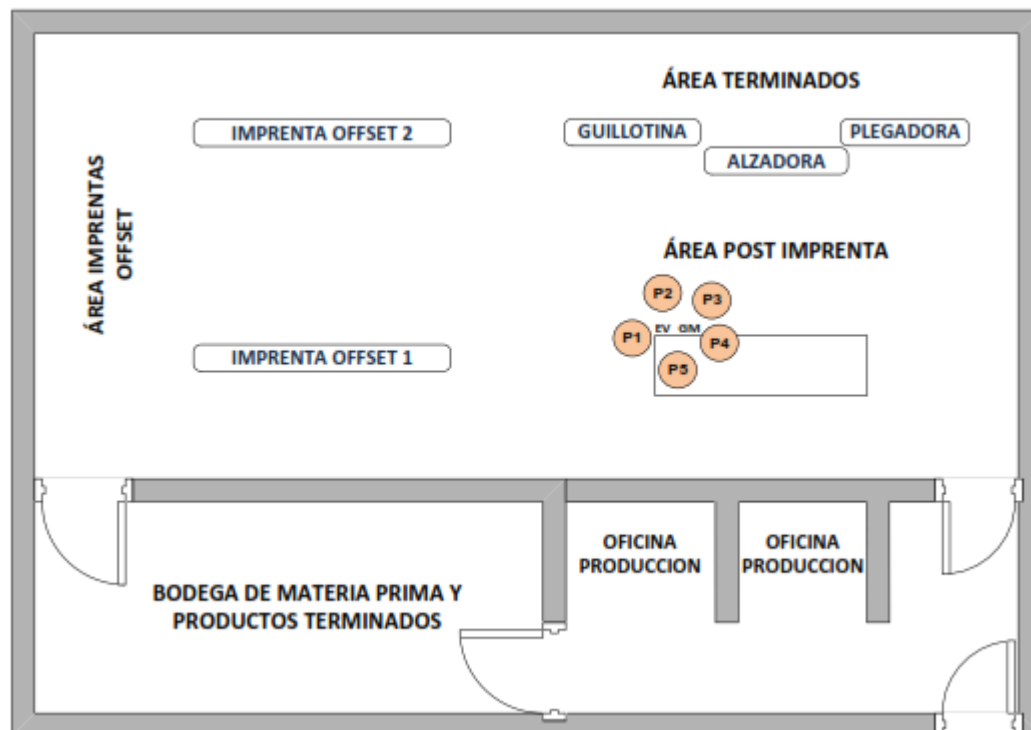 ÁREA TERMINADOS
IMPRENTA OFFSET 2
GUILLOTINA
PLEGADORA
ALZADORA
ÁREA IMPRENTAS
OFFSET
ÁREA POST IMPRENTA
P2
P3
EV GM
P1
P4
IMPRENTA OFFSET 1
P5
OFICINA
PRODUCCION
OFICINA
PRODUCCION
BODEGA DE MATERIA PRIMA Y
PRODUCTOS TERMINADOS